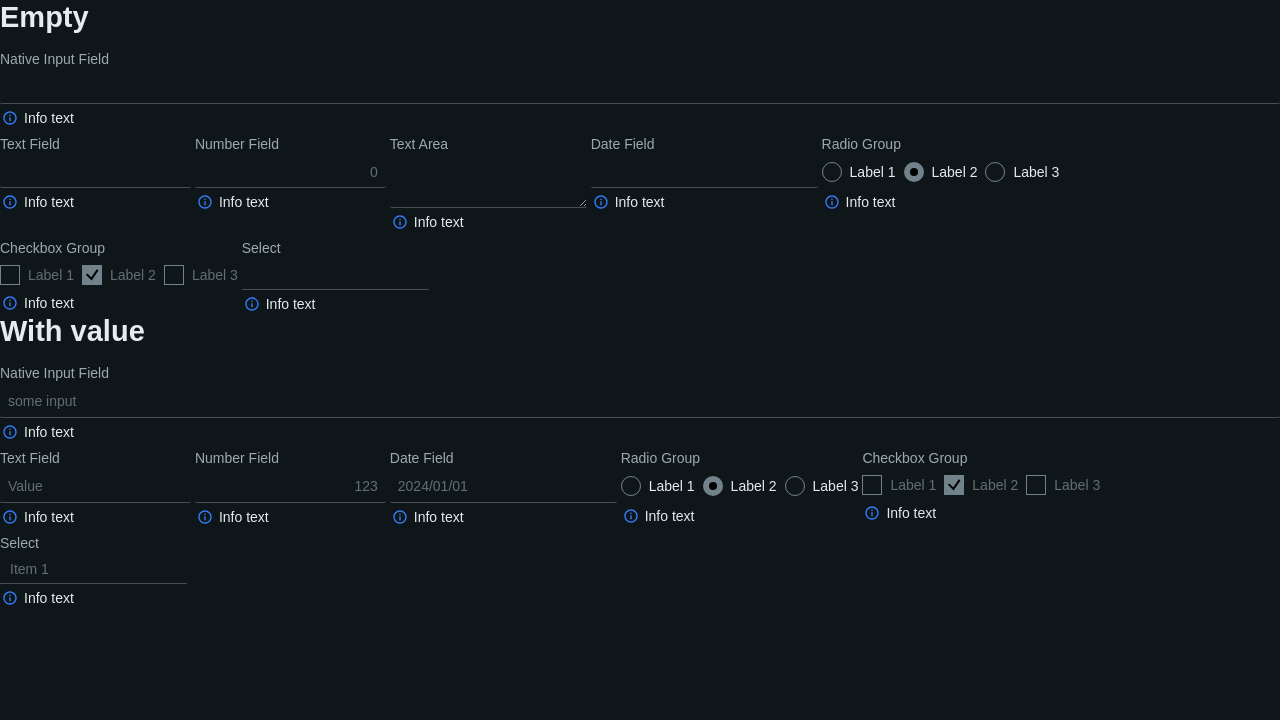 Empty
Native Input Field
Info text
Text Field Number Field Text Area Date Field Radio Group
0 Label 1 Label 2 Label 3
Info text Info text Info text Info text
Info text
Checkbox Group Select
Label 1 Label 2 Label 3
Info text Info text
With value
Native Input Field
some input
Info text
Text Field Number Field Date Field Radio Group Checkbox Group
Value 123 2024/01/01 Label 1 Label 2 Label 3 Label 1 Label 2 Label 3
Info text Info text Info text Info text Info text
Select
Item 1
Info text